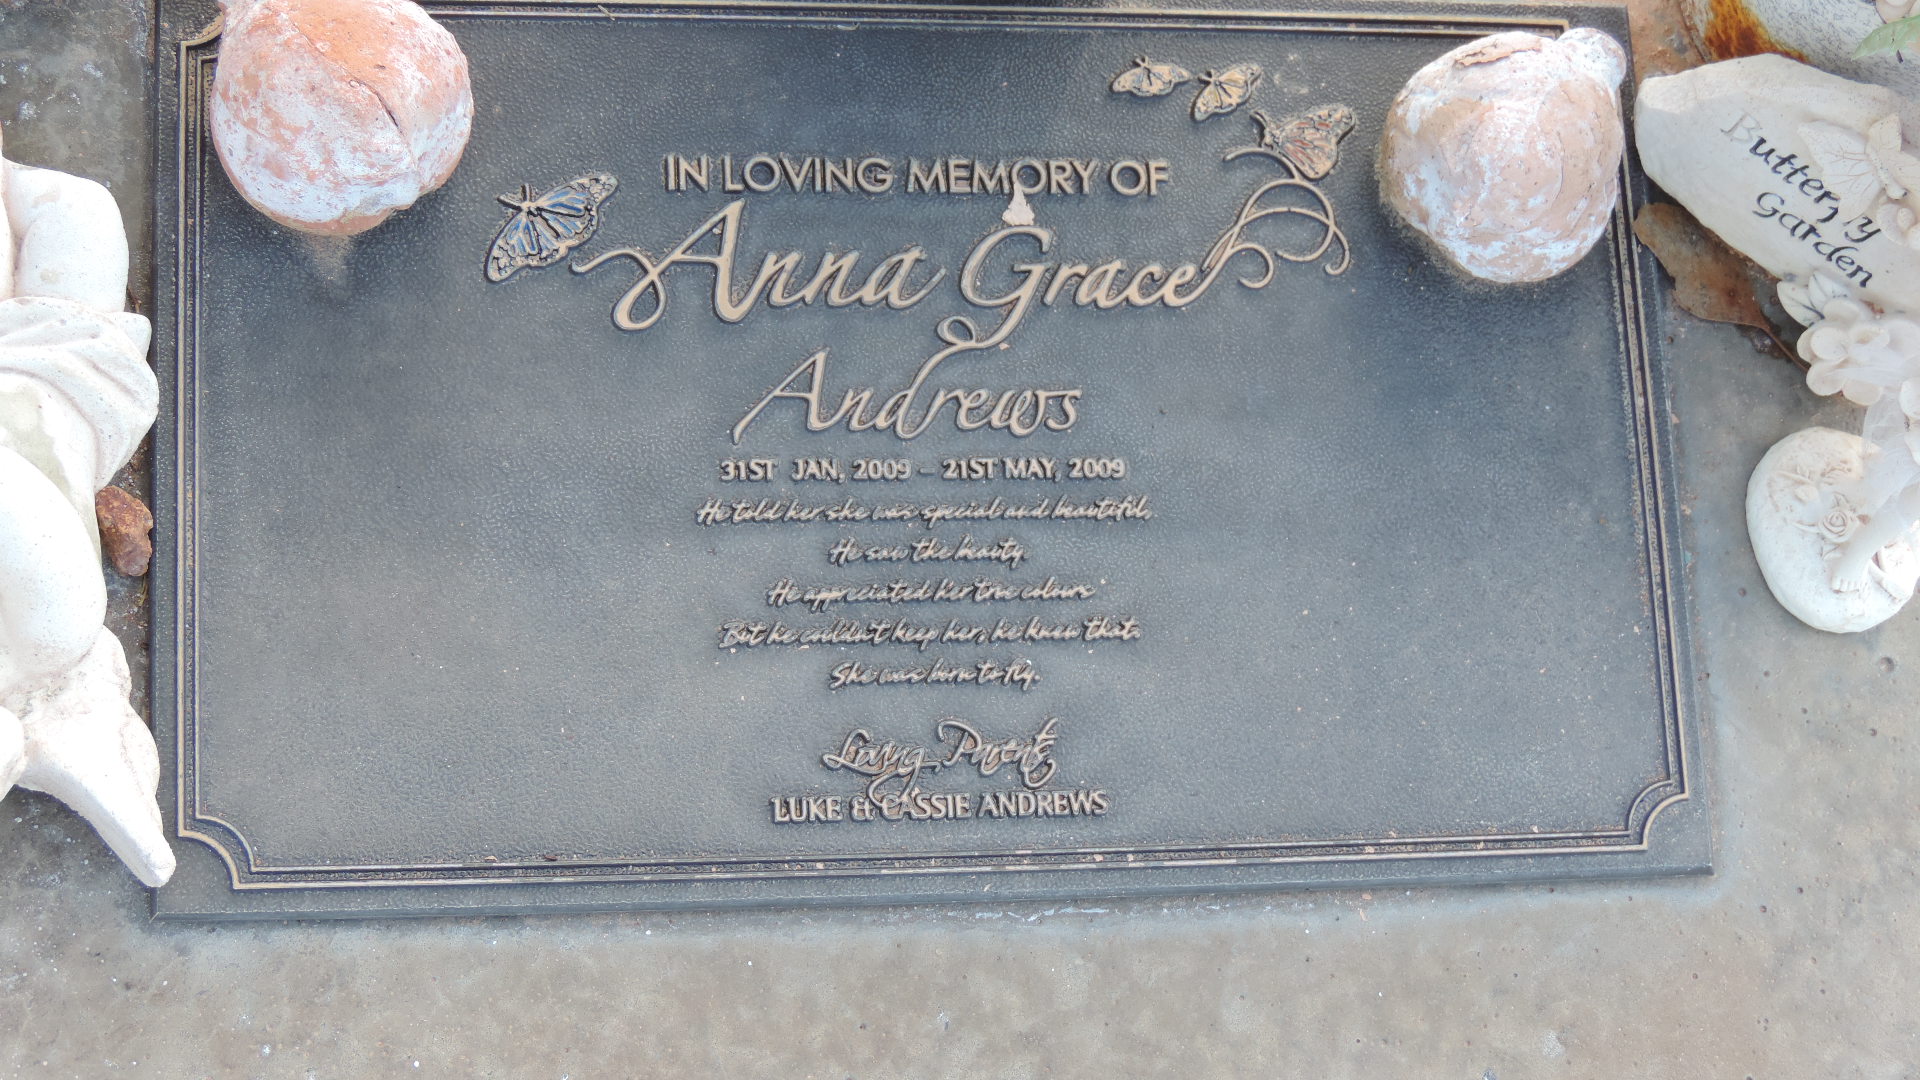 IN LOVING MEMORY OF
Anna Grace
Andrews
31ST JAN, 2009 – 21ST MAY, 2009
He told her she was special and beautiful,
He saw the beauty
He appreciated her true colours
But he couldn't keep her, he knew that.
She was born to fly.
Loving Parents
LUKE & CASSIE ANDREWS
Butterfly
Garden